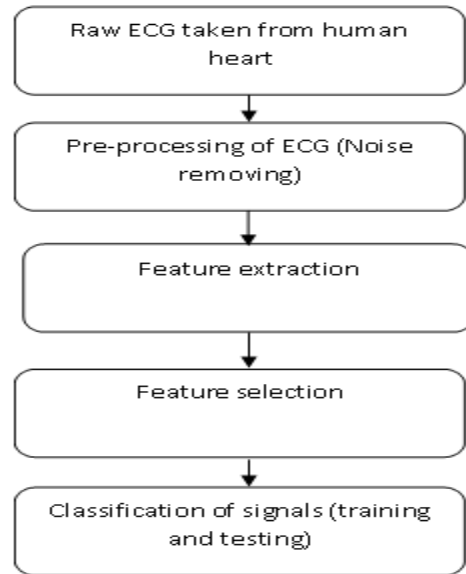 Raw ECG taken from human
heart
Pre-processing of ECG (Noise
removing)
Feature extraction
Feature selection
Classification of signals (training
and testing)